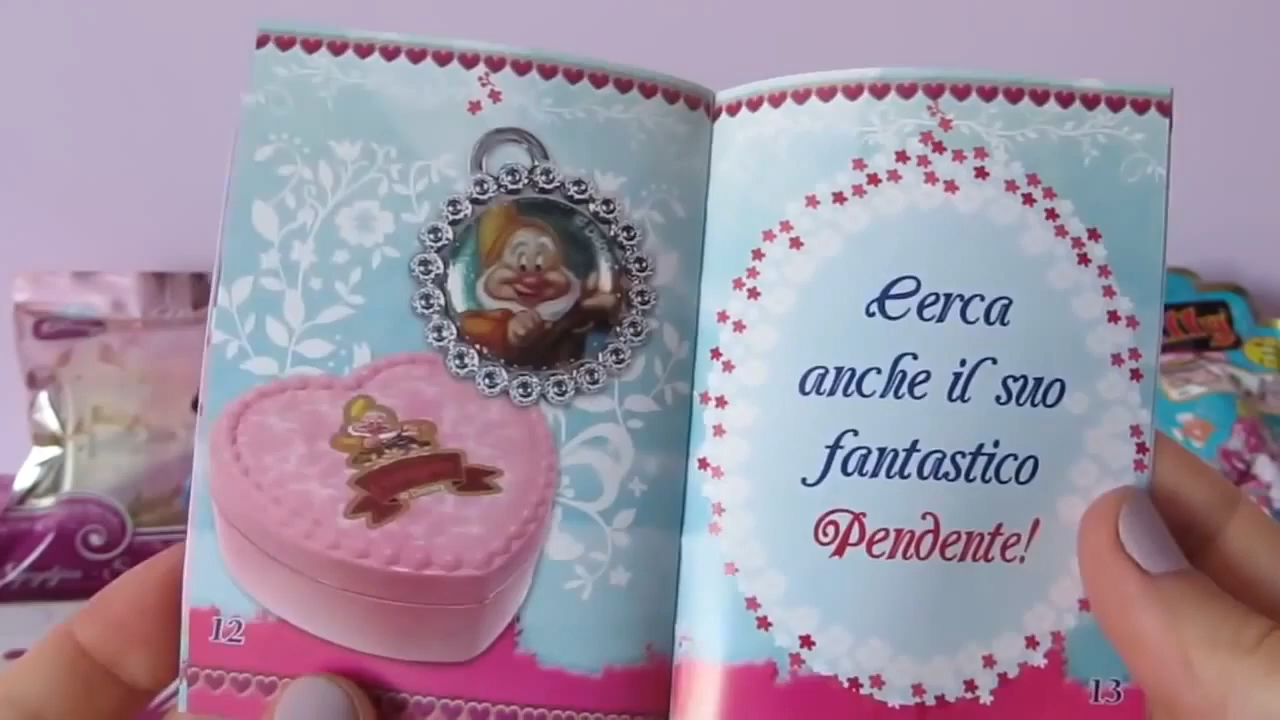 12
Cerca
anche il suo
fantastico
Pendente!
13